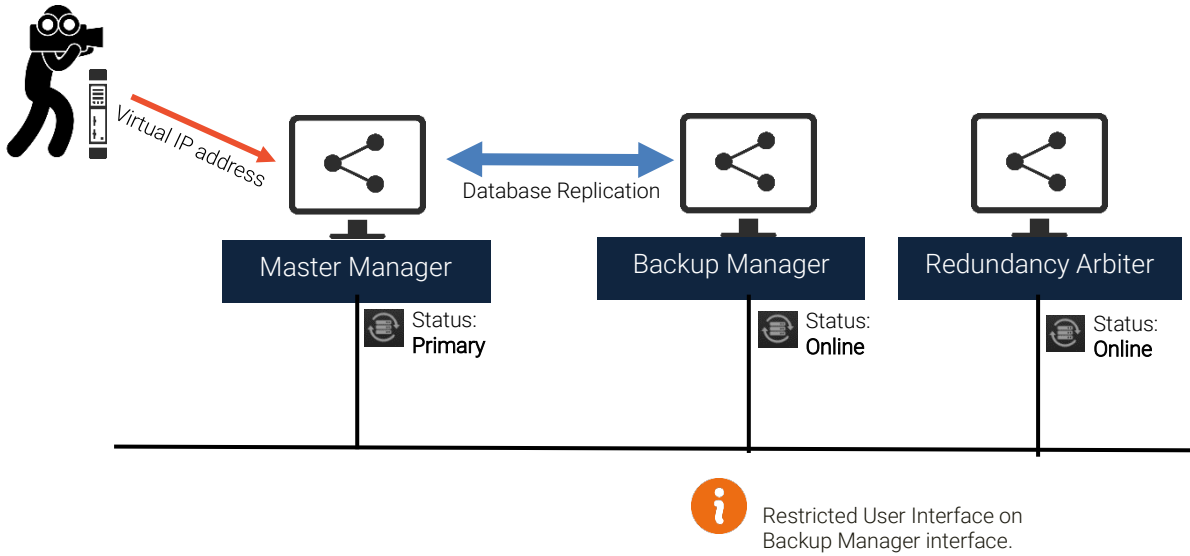 Virtual IP address
Database Replication
Master Manager
Backup Manager
Redundancy Arbiter
Status:
Primary
Status:
Online
Status:
Online
Restricted User Interface on
Backup Manager interface.